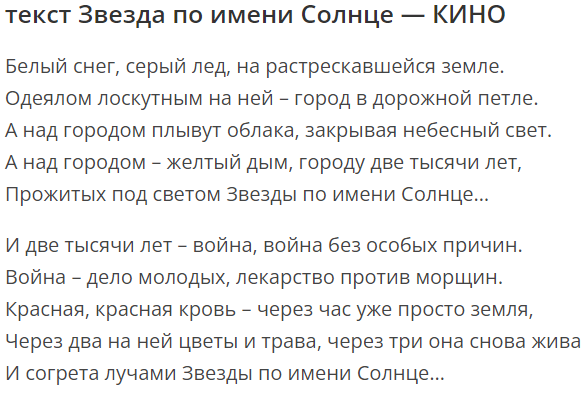 текст Звезда по имени Солнце — КИНО
Белый снег, серый лед, на растрескавшейся земле.
Одеялом лоскутным на ней – город в дорожной петле.
А над городом плывут облака, закрывая небесный свет.
А над городом – желтый дым, городу две тысячи лет,
Прожитых под светом Звезды по имени Солнце...
И две тысячи лет – война, война без особых причин.
Война – дело молодых, лекарство против морщин.
Красная, красная кровь – через час уже просто земля,
Через два на ней цветы и трава, через три она снова жива
И согрета лучами Звезды по имени Солнце...